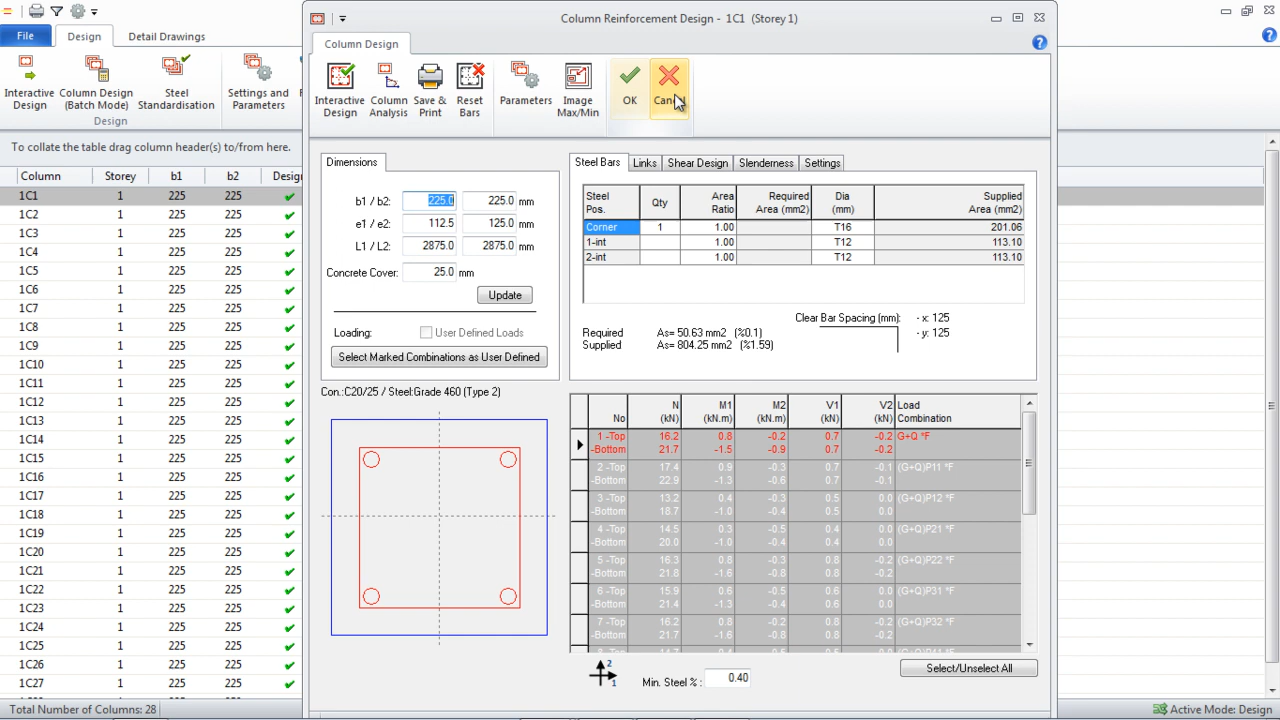 Column Reinforcement Design - 1C1 (Storey 1)
File
Design
Detail Drawings
Interactive Design
Column Design (Batch Mode)
Steel Standardisation
Settings and Parameters
Design
To collate the table drag column header(s) to/from here.
Column Storey b1 b2 Design
1C1 1 225 225
1C2 1 225 225
1C3 1 225 225
1C4 1 225 225
1C5 1 225 225
1C6 1 225 225
1C7 1 225 225
1C8 1 225 225
1C9 1 225 225
1C10 1 225 225
1C11 1 225 225
1C12 1 225 225
1C13 1 225 225
1C14 1 225 225
1C15 1 225 225
1C16 1 225 225
1C17 1 225 225
1C18 1 225 225
1C19 1 225 225
1C20 1 225 225
1C21 1 225 225
1C22 1 225 225
1C23 1 225 225
1C24 1 225 225
1C25 1 225 225
1C26 1 225 225
1C27 1 225 225
Total Number of Columns: 28
Column Design
Interactive Design
Column Analysis
Save & Print
Reset Bars
Parameters
Image Max/Min
OK
Cancel
Dimensions
b1 / b2: 225.0 225.0 mm
e1 / e2: 112.5 125.0 mm
L1 / L2: 2875.0 2875.0 mm
Concrete Cover: 25.0 mm
Update
Loading: User Defined Loads
Select Marked Combinations as User Defined
Con.:C20/25 / Steel:Grade 460 (Type 2)
Steel Bars Links Shear Design Slenderness Settings
Steel Pos. Qty Area Ratio Required Area (mm2) Dia (mm) Supplied Area (mm2)
Corner 1 1.00 T16 201.06
1-int 1.00 T12 113.10
2-int 1.00 T12 113.10
Clear Bar Spacing (mm): - x: 125
- y: 125
Required As= 50.63 mm2 (%0.1)
Supplied As= 804.25 mm2 (%1.59)
No N (kN) M1 (kN.m) M2 (kN.m) V1 (kN) V2 (kN) Load Combination
1 -Top 16.2 0.8 -0.2 0.7 -0.2 G+Q *F
-Bottom 21.7 -1.5 -0.9 0.7 -0.2
2 -Top 17.4 0.9 -0.3 0.7 -0.1 (G+Q)P11 *F
-Bottom 22.9 -1.3 -0.6 0.7 -0.1
3 -Top 13.2 0.4 -0.3 0.5 0.0 (G+Q)P12 *F
-Bottom 18.7 -1.0 -0.4 0.5 0.0
4 -Top 14.5 0.3 -0.5 0.4 0.0 (G+Q)P21 *F
-Bottom 20.0 -1.0 -0.4 0.4 0.0
5 -Top 16.3 0.8 -0.3 0.8 -0.2 (G+Q)P22 *F
-Bottom 21.8 -1.6 -0.8 0.8 -0.2
6 -Top 15.9 0.6 -0.5 0.6 0.0 (G+Q)P31 *F
-Bottom 21.4 -1.3 -0.4 0.6 0.0
7 -Top 16.2 0.8 -0.2 0.8 -0.2 (G+Q)P32 *F
-Bottom 21.7 -1.6 -0.8 0.8 -0.2
2
1
Min. Steel % : 0.40
Select/Unselect All
Active Mode: Design